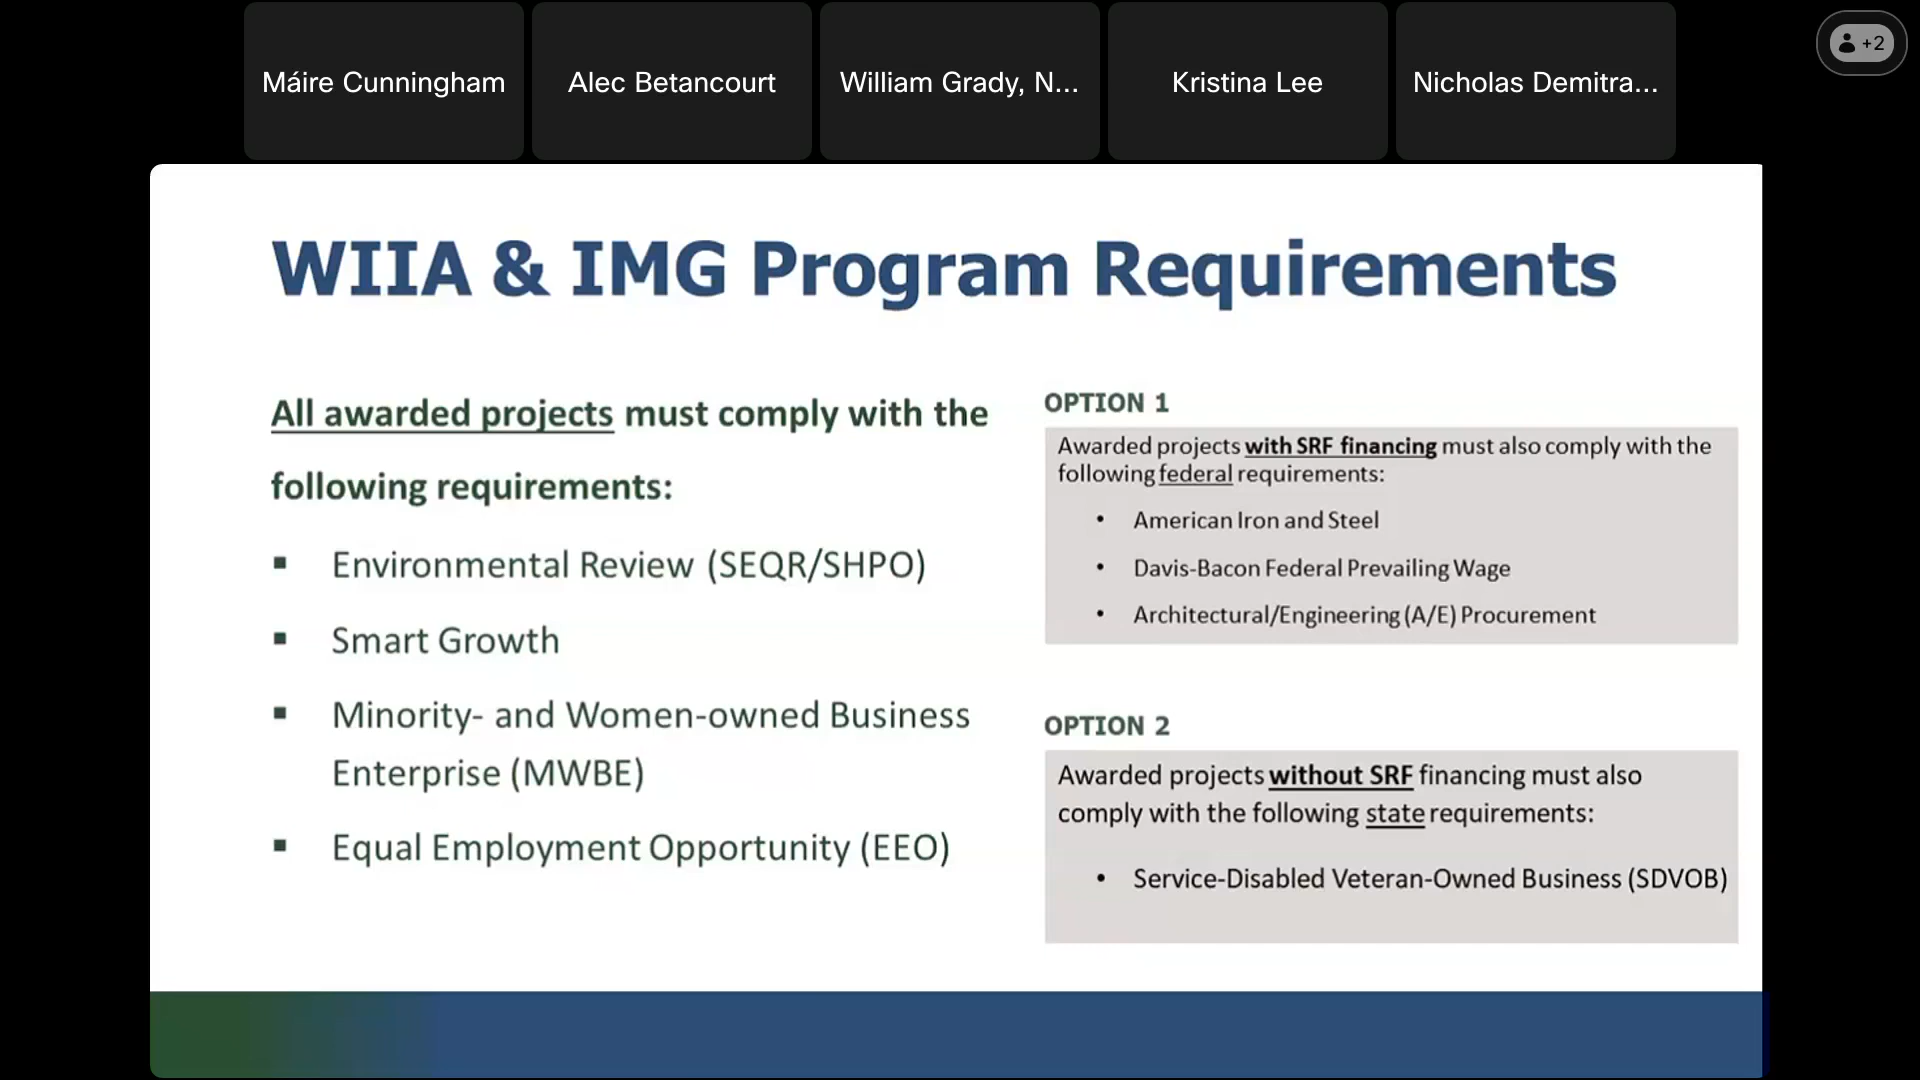 Máire Cunningham
Alec Betancourt
William Grady, N...
Kristina Lee
Nicholas Demitra...
+2
WIIA & IMG Program Requirements
All awarded projects must comply with the
following requirements:
▪ Environmental Review (SEQR/SHPO)
▪ Smart Growth
▪ Minority- and Women-owned Business
Enterprise (MWBE)
▪ Equal Employment Opportunity (EEO)
OPTION 1
Awarded projects with SRF financing must also comply with the
following federal requirements:
• American Iron and Steel
• Davis-Bacon Federal Prevailing Wage
• Architectural/Engineering (A/E) Procurement
OPTION 2
Awarded projects without SRF financing must also
comply with the following state requirements:
• Service-Disabled Veteran-Owned Business (SDVOB)